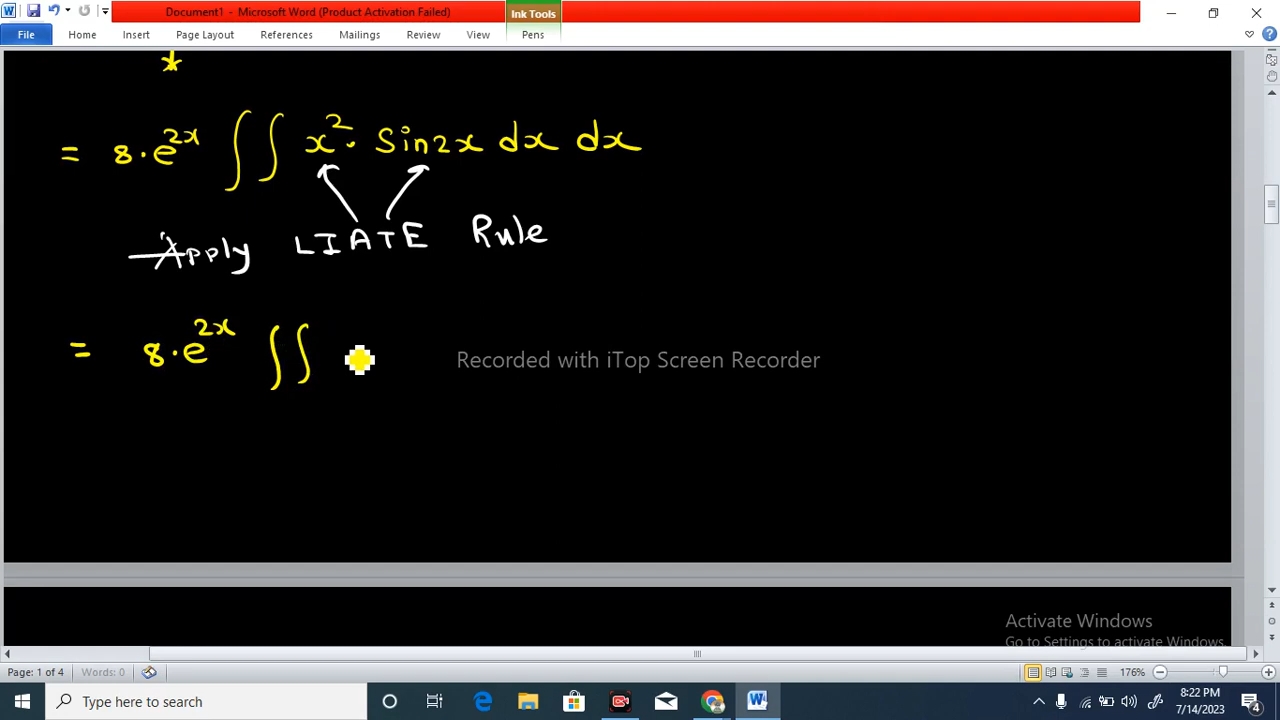 Document1 - Microsoft Word (Product Activation Failed)
Ink Tools
File Home Insert Page Layout References Mailings Review View Pens
= 8·e^2x ∫∫ x^2· Sin2x dx dx
Apply LIATE Rule
= 8·e^2x ∫∫
Recorded with iTop Screen Recorder
Activate Windows
Go to Settings to activate Windows.
Page: 1 of 4 Words: 0 176%
Type here to search
8:22 PM
7/14/2023
4